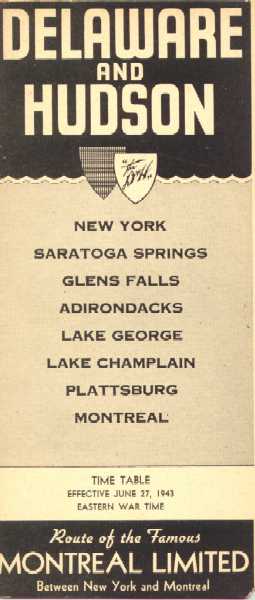 DELAWARE
AND
HUDSON
"The
D&H"
NEW YORK
SARATOGA SPRINGS
GLENS FALLS
ADIRONDACKS
LAKE GEORGE
LAKE CHAMPLAIN
PLATTSBURG
MONTREAL
TIME TABLE
EFFECTIVE JUNE 27, 1943
EASTERN WAR TIME
Route of the Famous
MONTREAL LIMITED
Between New York and Montreal